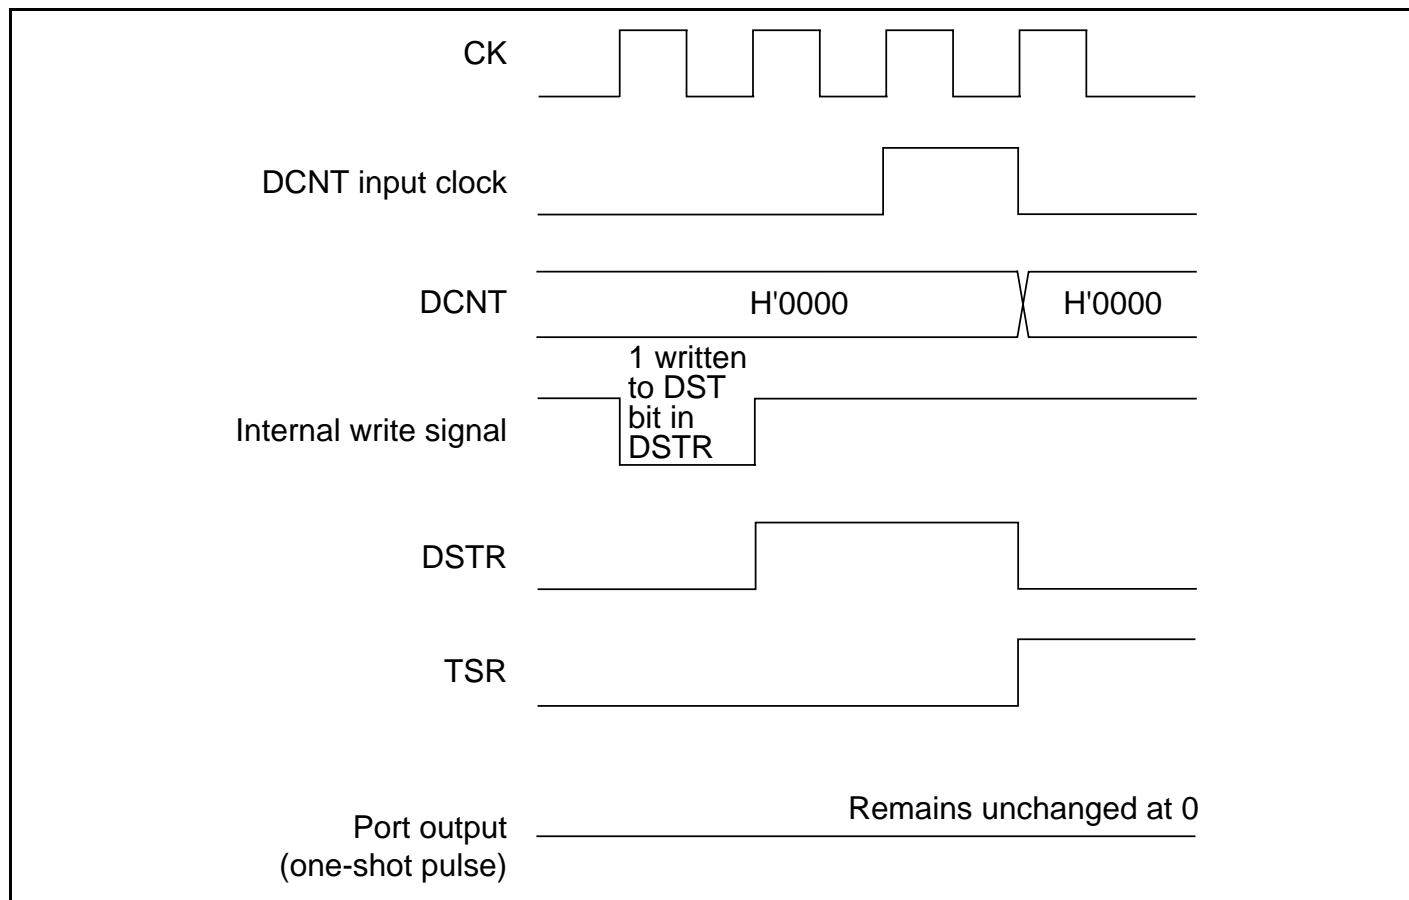 CK
DCNT input clock
DCNT
H'0000
H'0000
1 written
to DST
bit in
DSTR
Internal write signal
DSTR
TSR
Remains unchanged at 0
Port output
(one-shot pulse)